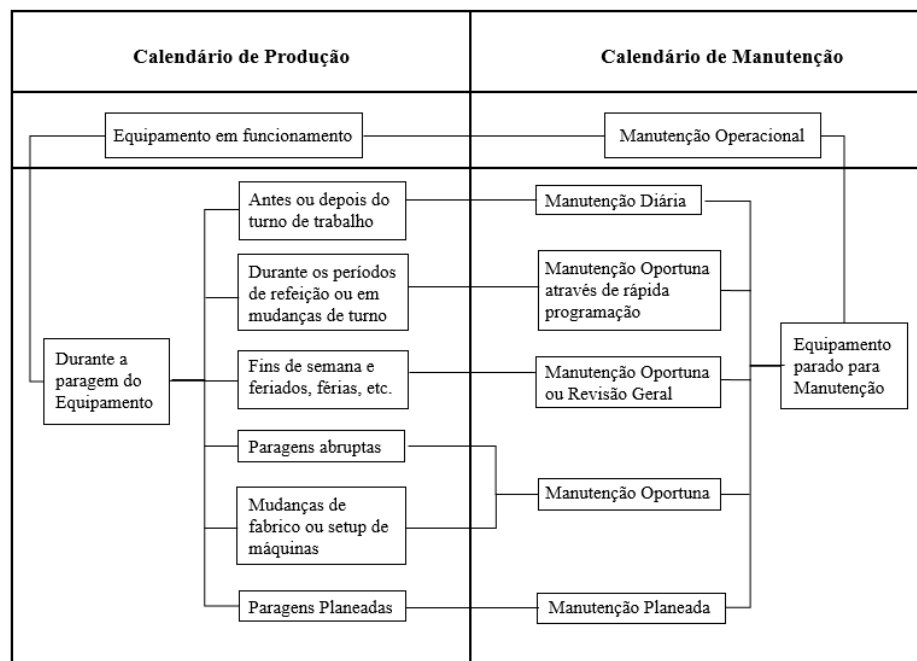 Calendário de Produção
Calendário de Manutenção
Equipamento em funcionamento
Manutenção Operacional
Antes ou depois do
turno de trabalho
Manutenção Diária
Durante os períodos
de refeição ou em
mudanças de turno
Manutenção Oportuna
através de rápida
programação
Durante a
paragem do
Equipamento
Fins de semana e
feriados, férias, etc.
Manutenção Oportuna
ou Revisão Geral
Equipamento
parado para
Manutenção
Paragens abruptas
Mudanças de
fabrico ou setup de
máquinas
Manutenção Oportuna
Paragens Planeadas
Manutenção Planeada